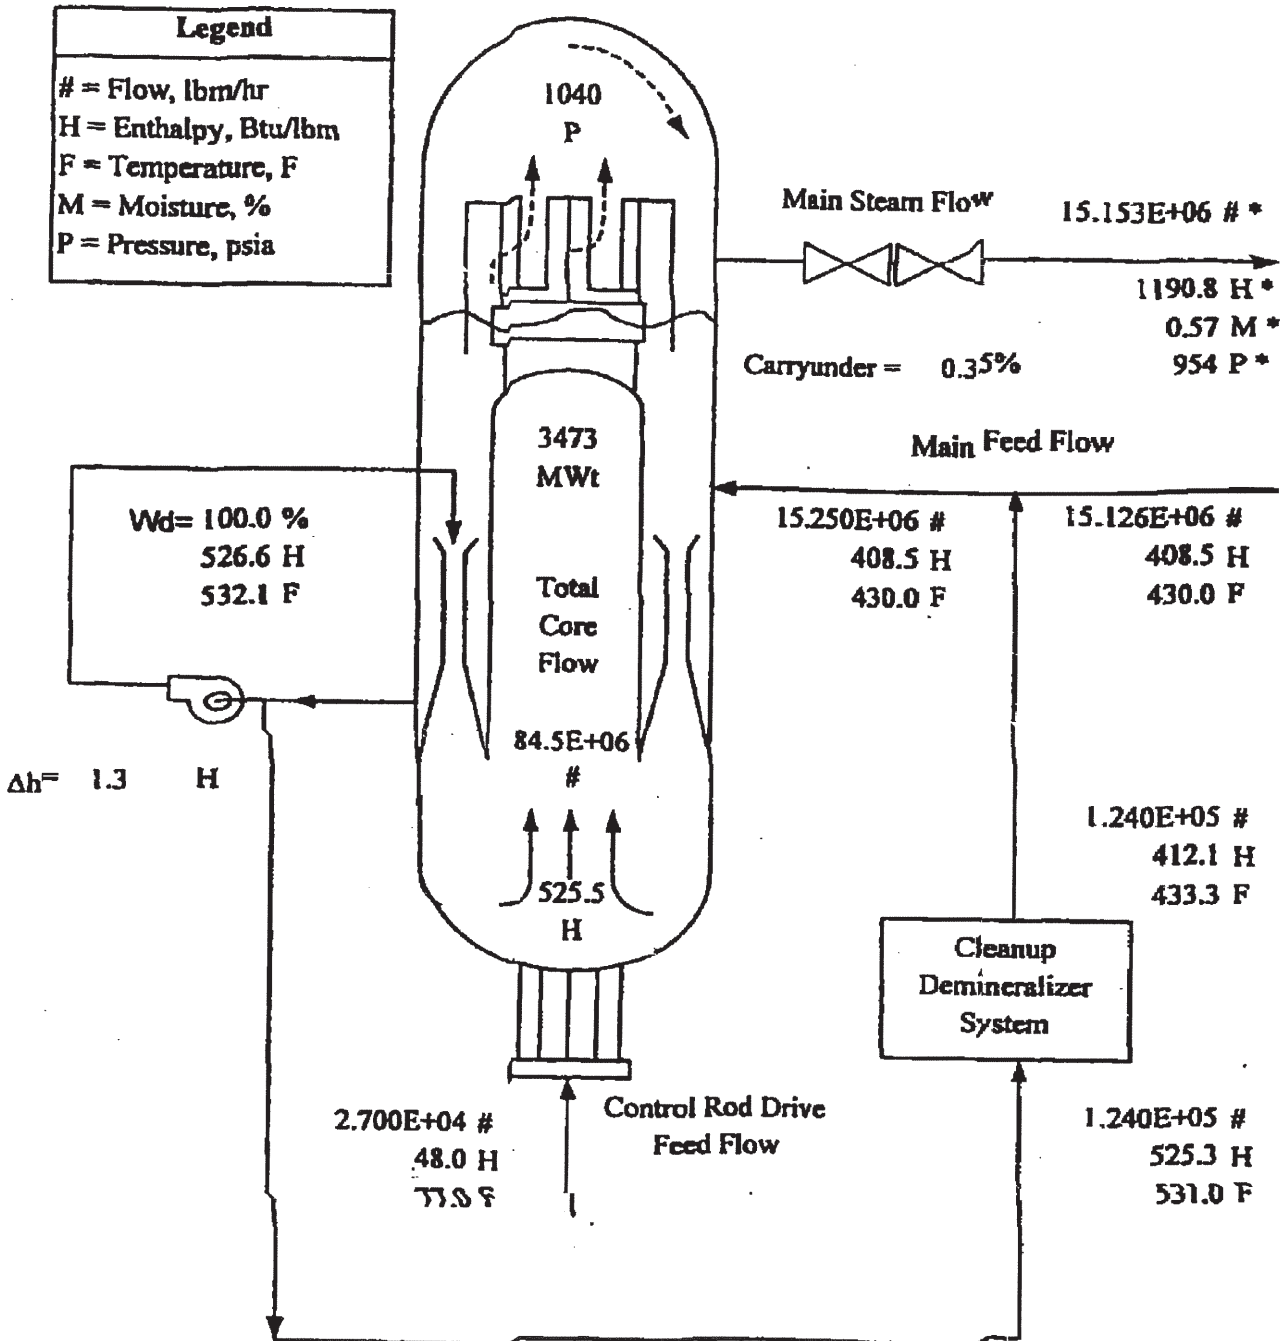 Legend
# = Flow, lbm/hr
H = Enthalpy, Btu/lbm
F = Temperature, F
M = Moisture, %
P = Pressure, psia
1040
P
Main Steam Flow
15.153E+06 # *
1190.8 H *
0.57 M *
954 P *
Carryunder = 0.35%
3473
MWt
Main Feed Flow
Wd= 100.0 %
526.6 H
532.1 F
15.250E+06 #
408.5 H
430.0 F
15.126E+06 #
408.5 H
430.0 F
Total
Core
Flow
84.5E+06
#
Δh= 1.3 H
525.5
H
1.240E+05 #
412.1 H
433.3 F
Cleanup
Demineralizer
System
2.700E+04 #
48.0 H
Control Rod Drive
Feed Flow
1.240E+05 #
525.3 H
531.0 F